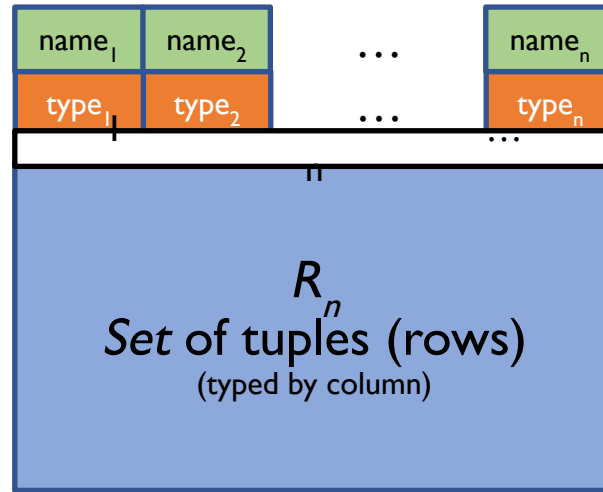 name₁ name₂ ... nameₙ
type₁ type₂ ... typeₙ
...
n
Rₙ
Set of tuples (rows)
(typed by column)